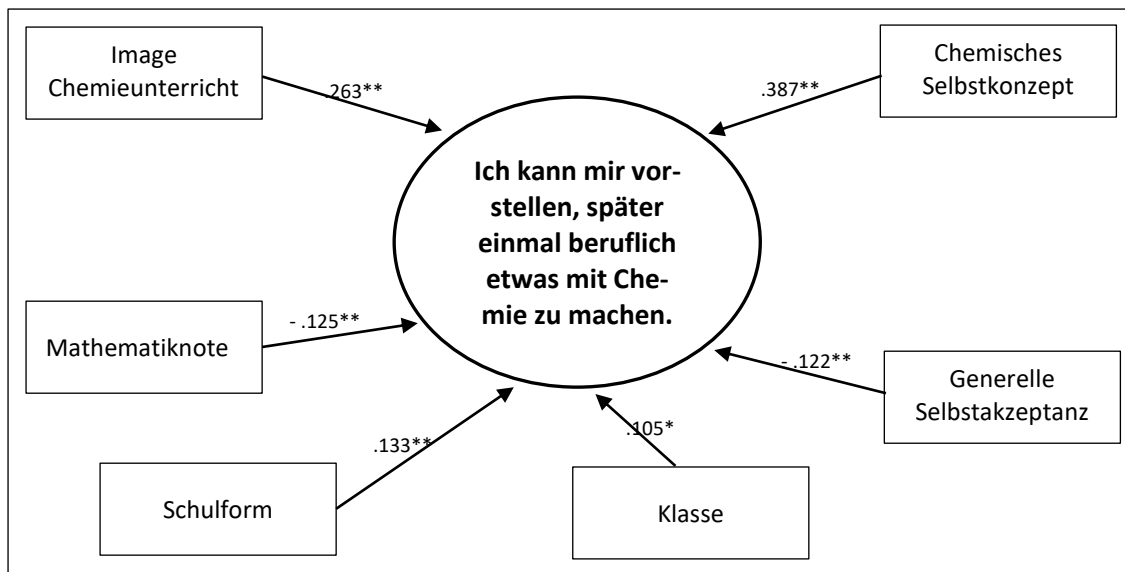 Image
Chemieunterricht
.263**
Chemisches
Selbstkonzept
.387**
Ich kann mir vor-
stellen, später
einmal beruflich
etwas mit Che-
mie zu machen.
Mathematiknote
- .125**
Generelle
Selbstakzeptanz
- .122**
Schulform
.133**
Klasse
.105*